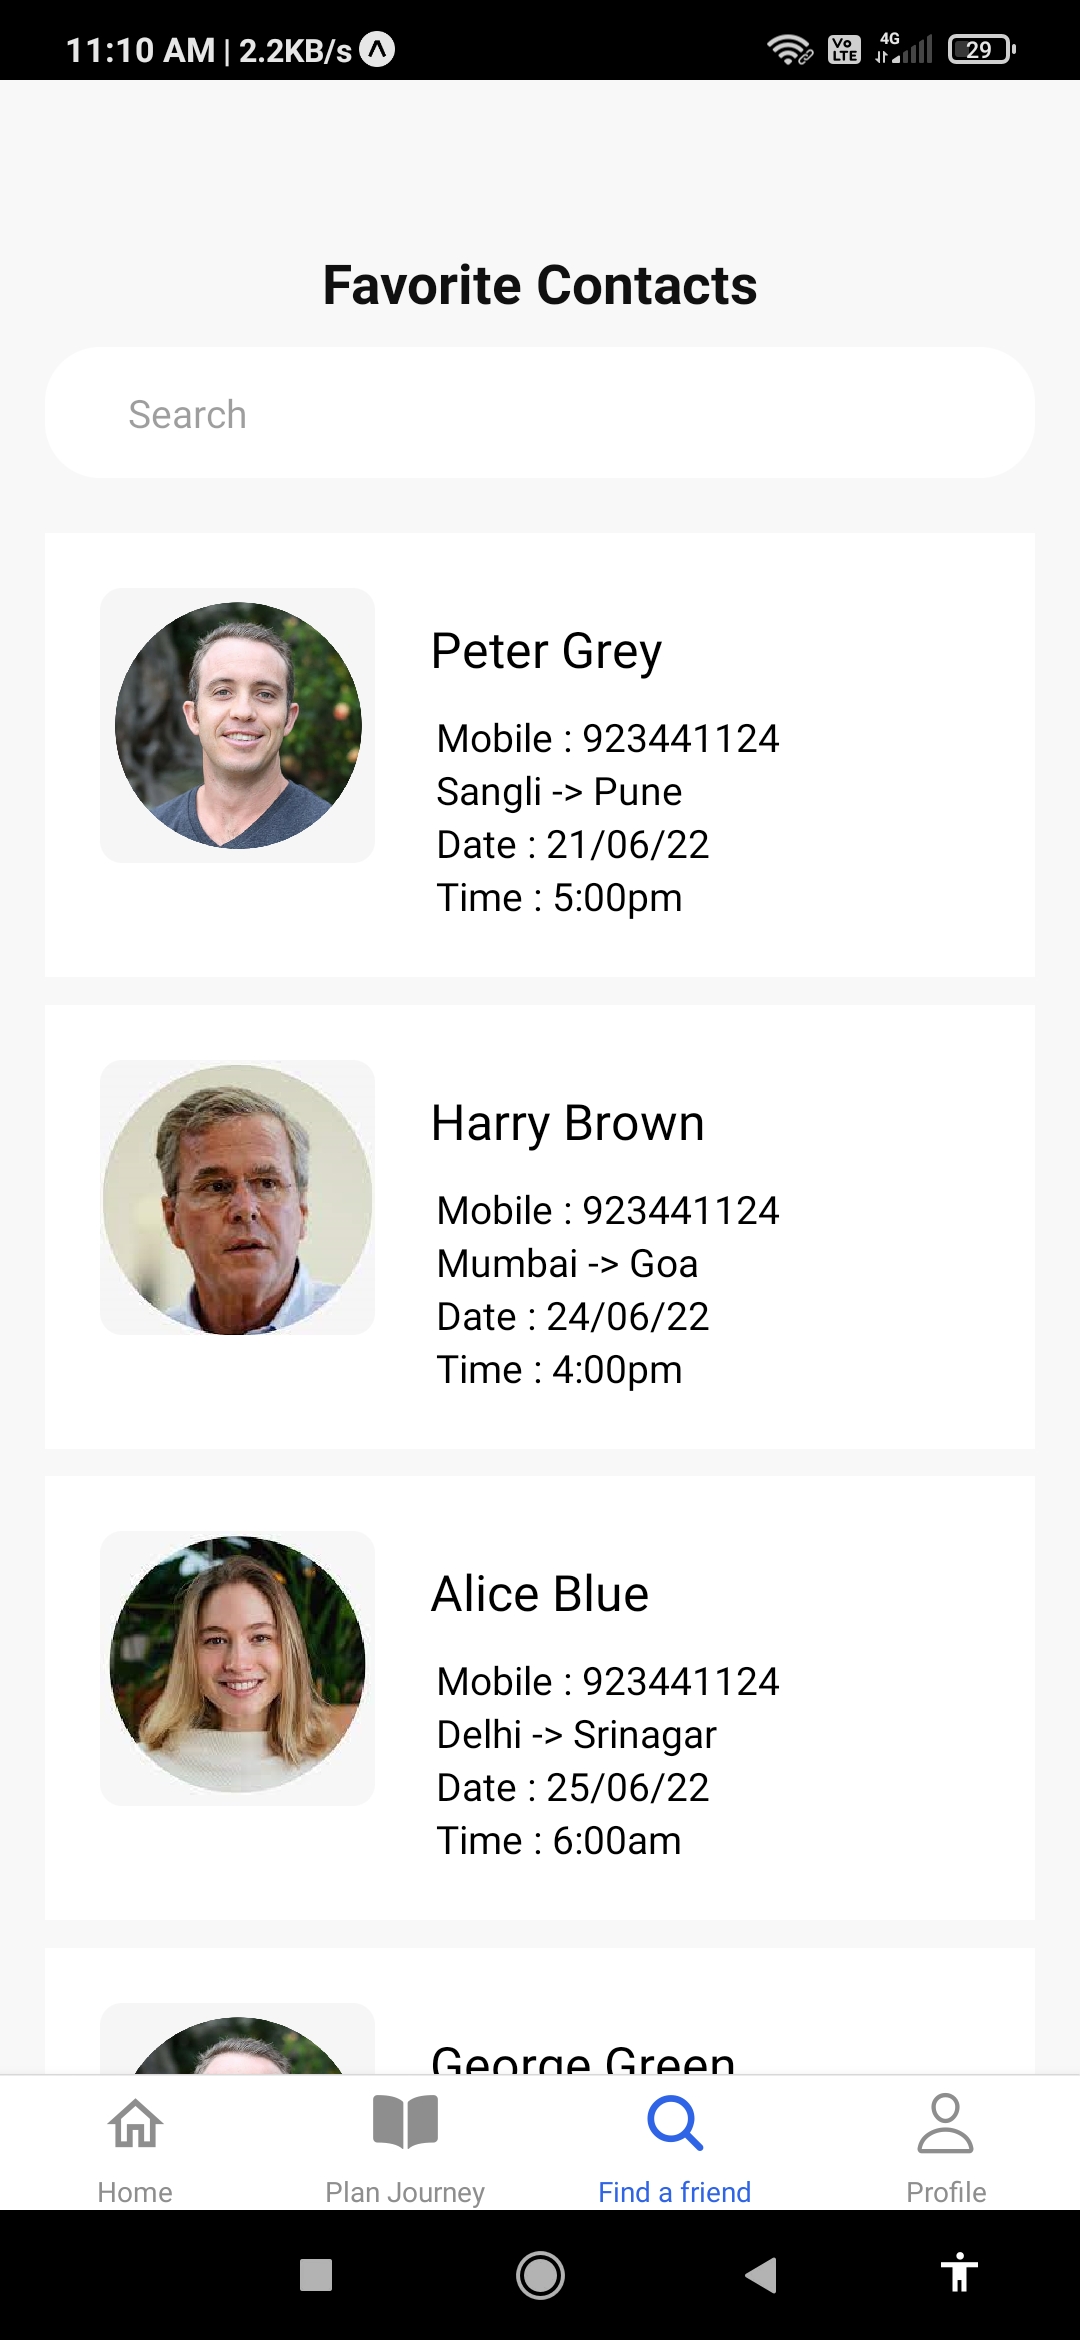 11:10 AM | 2.2KB/s
Vo LTE
4G
29
Favorite Contacts
Search
Peter Grey
Mobile : 923441124
Sangli -> Pune
Date : 21/06/22
Time : 5:00pm
Harry Brown
Mobile : 923441124
Mumbai -> Goa
Date : 24/06/22
Time : 4:00pm
Alice Blue
Mobile : 923441124
Delhi -> Srinagar
Date : 25/06/22
Time : 6:00am
George Green
Home
Plan Journey
Find a friend
Profile